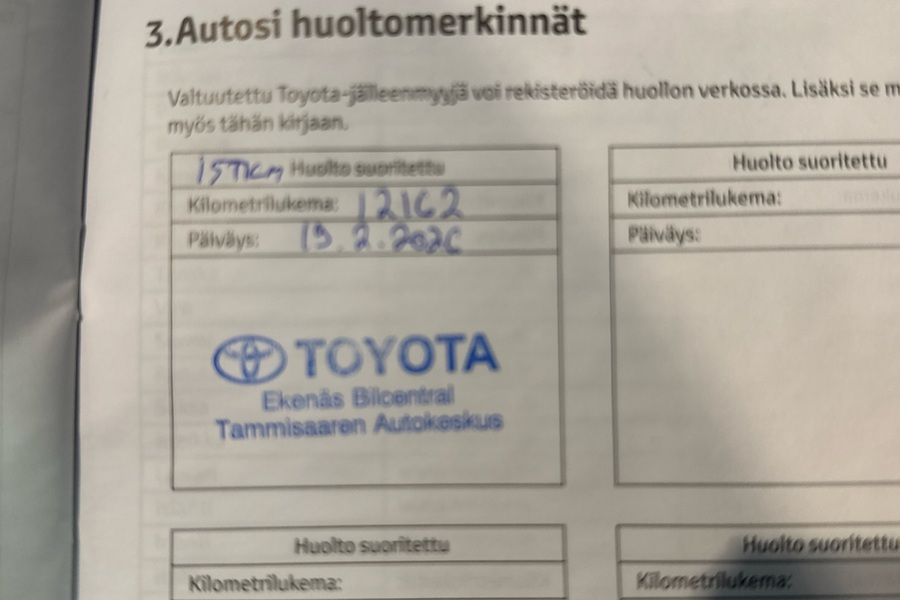 3. Autosi huoltomerkinnät
Valtuutettu Toyota-jälleenmyyjä voi rekisteröidä huollon verkossa. Lisäksi se
myös tähän kirjaan.
15Tkm Huolto suoritettu
Kilometrilukema: 12162
Päiväys: 19.2.2026
TOYOTA
Ekenäs Bilcentral
Tammisaaren Autokeskus
Huolto suoritettu
Kilometrilukema:
Päiväys:
Huolto suoritettu
Kilometrilukema:
Huolto suoritettu
Kilometrilukema: